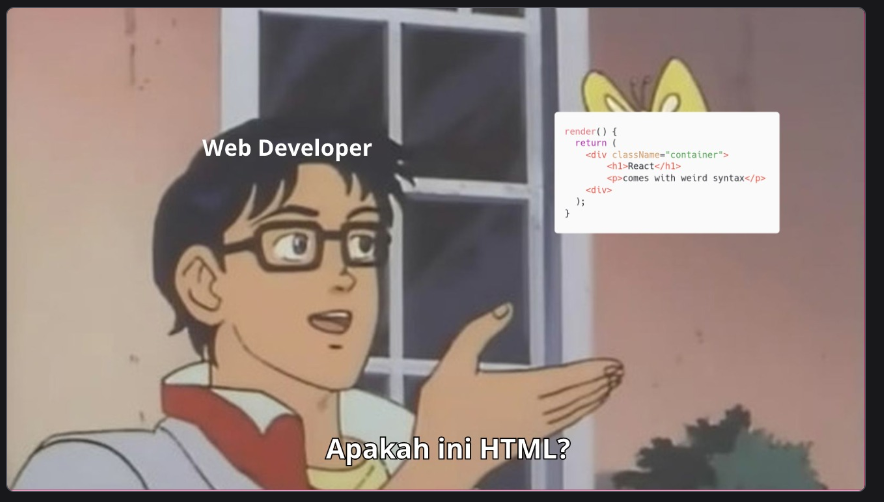 Web Developer
render() {
return (
<div className="container">
<h1>React</h1>
<p>comes with weird syntax</p>
<div>
);
}
Apakah ini HTML?